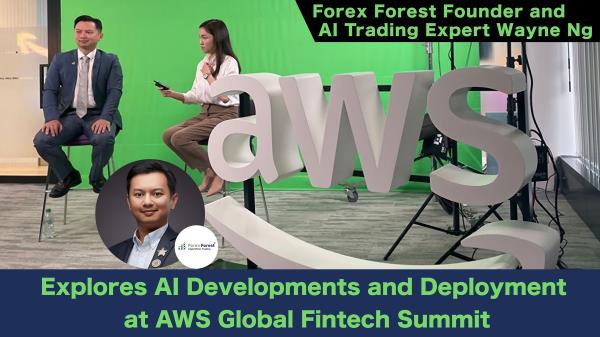 Forex Forest Founder and
AI Trading Expert Wayne Ng
aws
Forex Forest
Explores AI Developments and Deployment
at AWS Global Fintech Summit